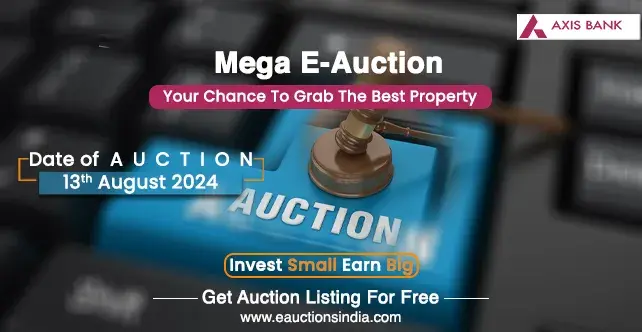 AXIS BANK
Mega E-Auction
Your Chance To Grab The Best Property
Date of AUCTION
13th August 2024
AUCTION
Invest Small Earn Big
Get Auction Listing For Free
www.eauctionsindia.com